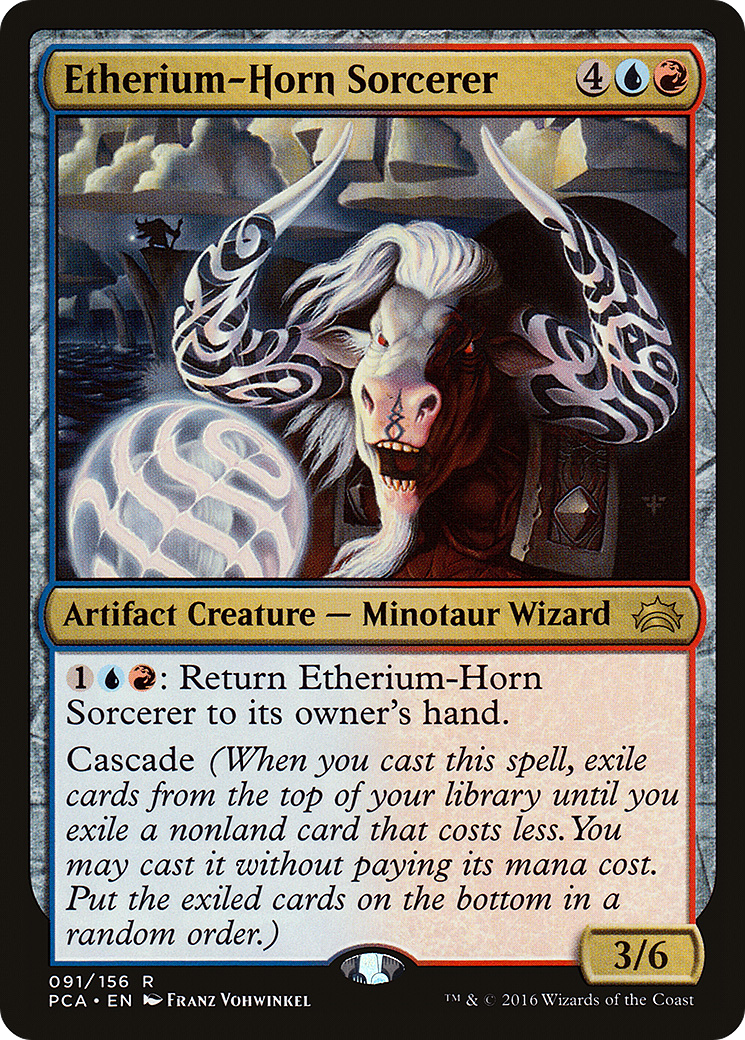 Etherium-Horn Sorcerer 4
Artifact Creature — Minotaur Wizard
1: Return Etherium-Horn
Sorcerer to its owner's hand.
Cascade (When you cast this spell, exile
cards from the top of your library until you
exile a nonland card that costs less. You
may cast it without paying its mana cost.
Put the exiled cards on the bottom in a
random order.)
3/6
091/156 R
PCA • EN Franz Vohwinkel
™ & © 2016 Wizards of the Coast